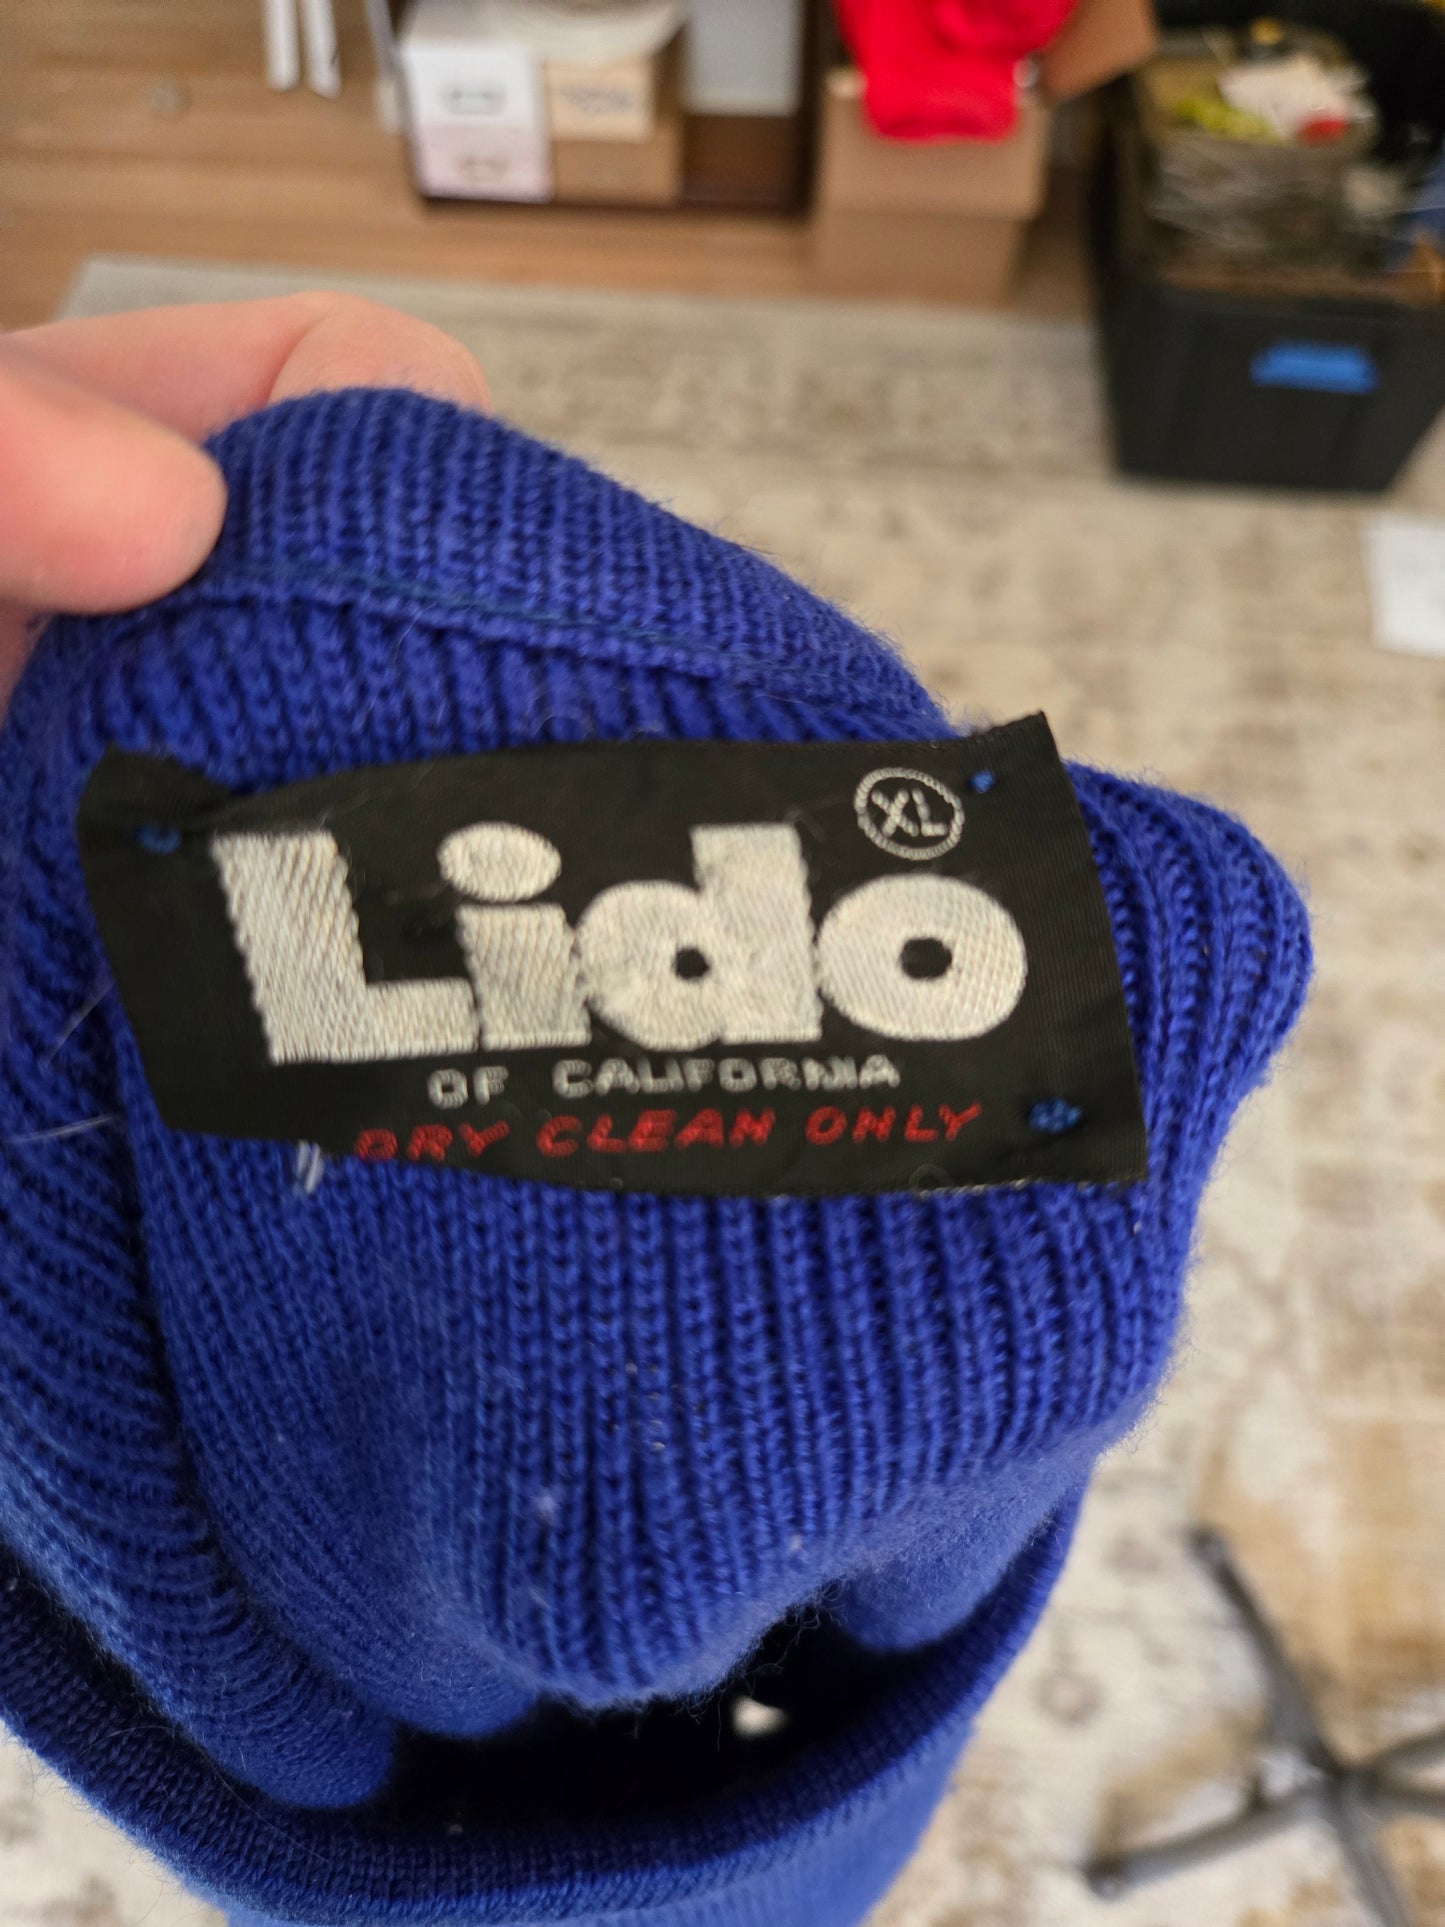 XL
Lido
OF CALIFORNIA
DRY CLEAN ONLY